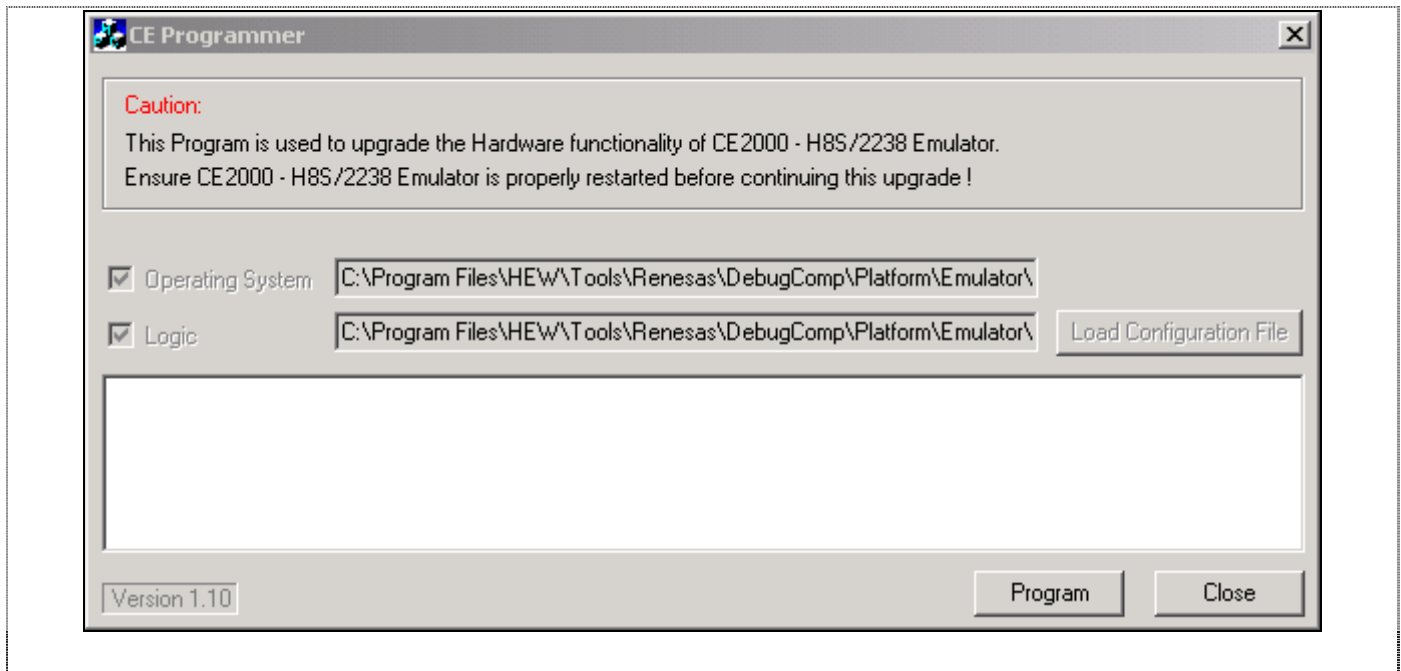 CE Programmer
Caution:
This Program is used to upgrade the Hardware functionality of CE2000 - H8S/2238 Emulator.
Ensure CE2000 - H8S/2238 Emulator is properly restarted before continuing this upgrade !
Operating System C:\Program Files\HEW\Tools\Renesas\DebugComp\Platform\Emulator\
Logic C:\Program Files\HEW\Tools\Renesas\DebugComp\Platform\Emulator\ Load Configuration File
Version 1.10 Program Close